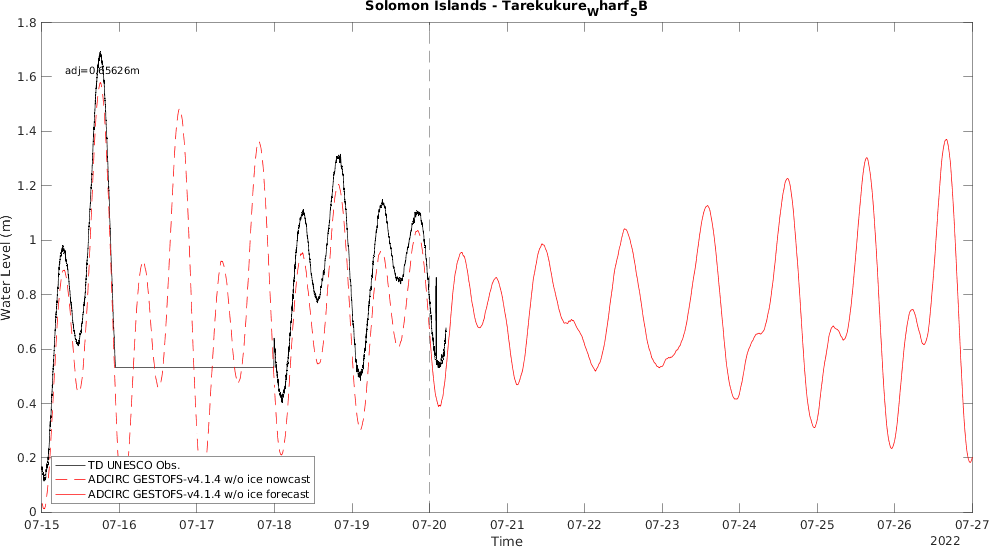 Solomon Islands - TarekukureWharfSB
1.8
1.6
1.4
1.2
1
0.8
0.6
0.4
0.2
0
Water Level (m)
adj=0.65626m
TD UNESCO Obs.
ADCIRC GESTOFS-v4.1.4 w/o ice nowcast
ADCIRC GESTOFS-v4.1.4 w/o ice forecast
07-15 07-16 07-17 07-18 07-19 07-20 07-21 07-22 07-23 07-24 07-25 07-26 07-27
Time
2022